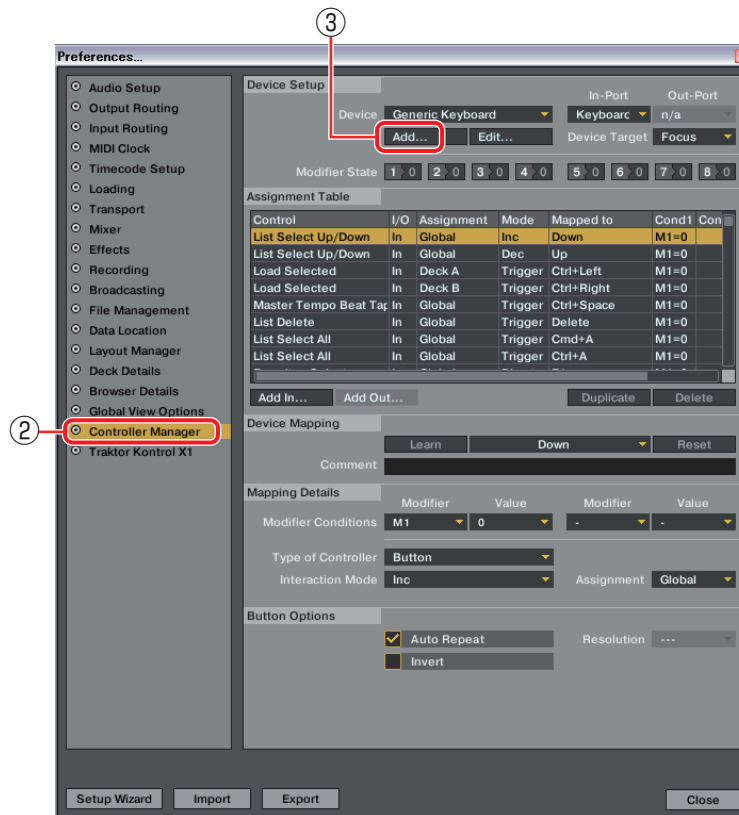 ③
Preferences...
Audio Setup
Output Routing
Input Routing
MIDI Clock
Timecode Setup
Loading
Transport
Mixer
Effects
Recording
Broadcasting
File Management
Data Location
Layout Manager
Deck Details
Browser Details
Global View Options
② Controller Manager
Traktor Kontrol X1
Device Setup
In-Port Out-Port
Device Generic Keyboard Keyboarc n/a
Add... Edit... Device Target Focus
Modifier State 1 0 2 0 3 0 4 0 5 0 6 0 7 0 8 0
Assignment Table
Control I/O Assignment Mode Mapped to Cond1 Con
List Select Up/Down In Global Inc Down M1=0
List Select Up/Down In Global Dec Up M1=0
Load Selected In Deck A Trigger Ctrl+Left M1=0
Load Selected In Deck B Trigger Ctrl+Right M1=0
Master Tempo Beat Tap In Global Trigger Ctrl+Space M1=0
List Delete In Global Trigger Delete M1=0
List Select All In Global Trigger Cmd+A M1=0
List Select All In Global Trigger Ctrl+A M1=0
Add In... Add Out... Duplicate Delete
Device Mapping
Learn Down Reset
Comment
Mapping Details
Modifier Value Modifier Value
Modifier Conditions M1 0 - -
Type of Controller Button
Interaction Mode Inc Assignment Global
Button Options
Auto Repeat Resolution ---
Invert
Setup Wizard Import Export Close